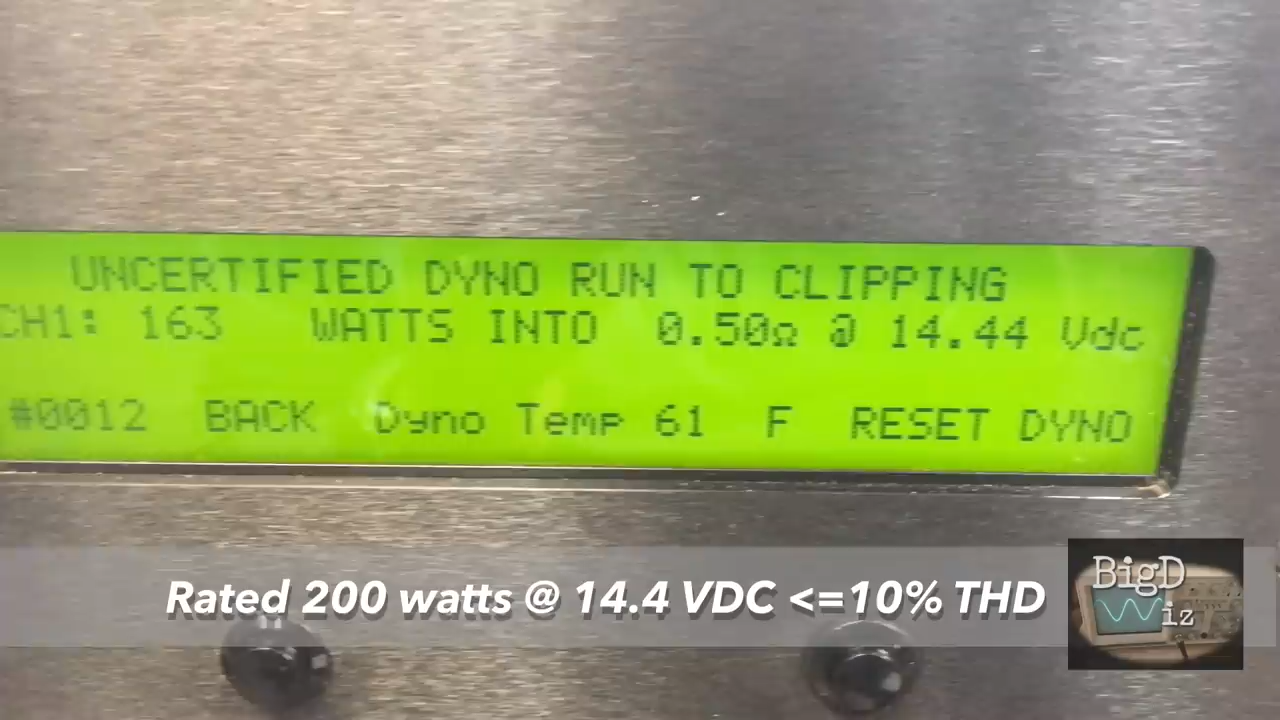 UNCERTIFIED DYNO RUN TO CLIPPING
CH1: 163 WATTS INTO 0.50Ω @ 14.44 Vdc
#0012 BACK Dyno Temp 61 F RESET DYNO
Rated 200 watts @ 14.4 VDC <=10% THD
BigD
Wiz